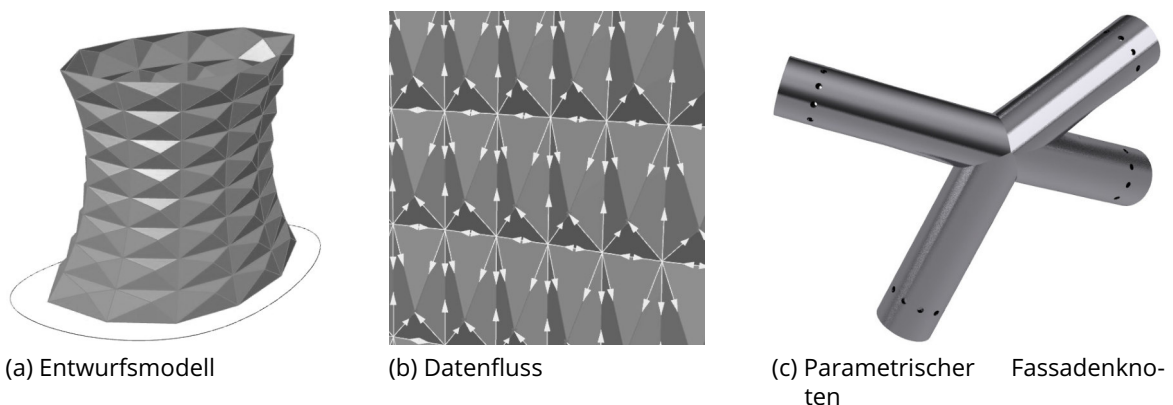 (a) Entwurfsmodell
(b) Datenfluss
(c) Parametrischer Fassadenkno-
ten